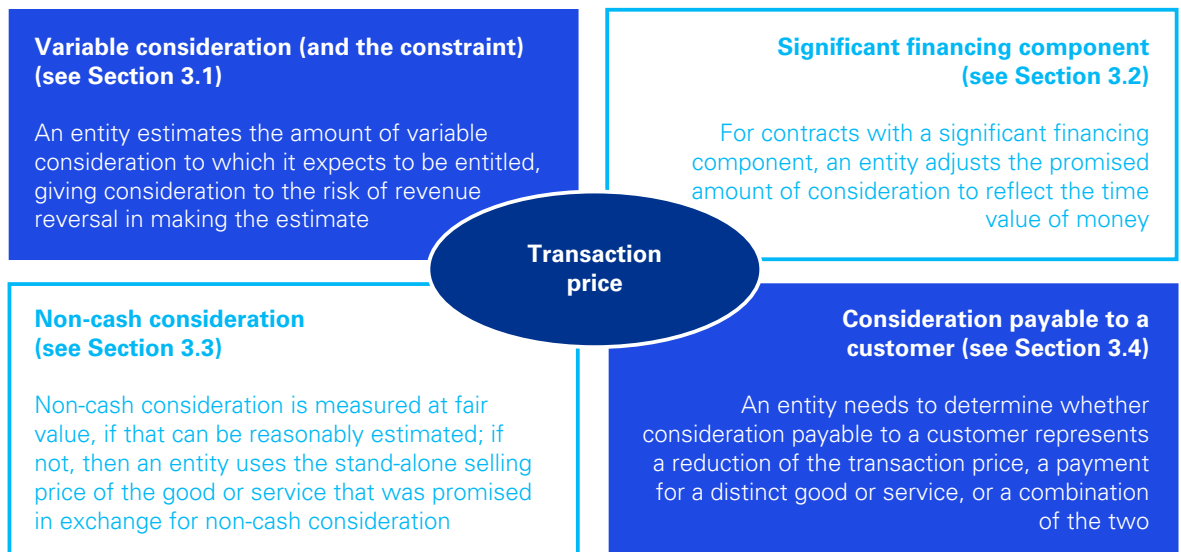 Variable consideration (and the constraint)
(see Section 3.1)
An entity estimates the amount of variable
consideration to which it expects to be entitled,
giving consideration to the risk of revenue
reversal in making the estimate
Significant financing component
(see Section 3.2)
For contracts with a significant financing
component, an entity adjusts the promised
amount of consideration to reflect the time
value of money
Transaction
price
Non-cash consideration
(see Section 3.3)
Non-cash consideration is measured at fair
value, if that can be reasonably estimated; if
not, then an entity uses the stand-alone selling
price of the good or service that was promised
in exchange for non-cash consideration
Consideration payable to a
customer (see Section 3.4)
An entity needs to determine whether
consideration payable to a customer represents
a reduction of the transaction price, a payment
for a distinct good or service, or a combination
of the two